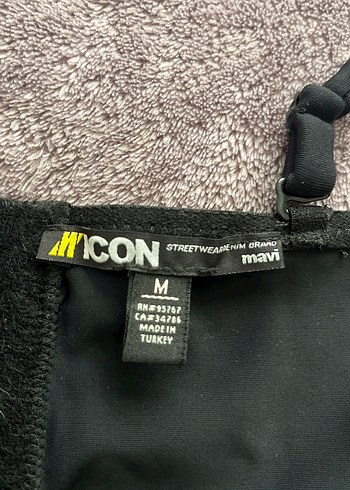 M ICON STREETWEAR DENIM BRAND
mavi
M
RN#95767
CA#34786
MADE IN
TURKEY